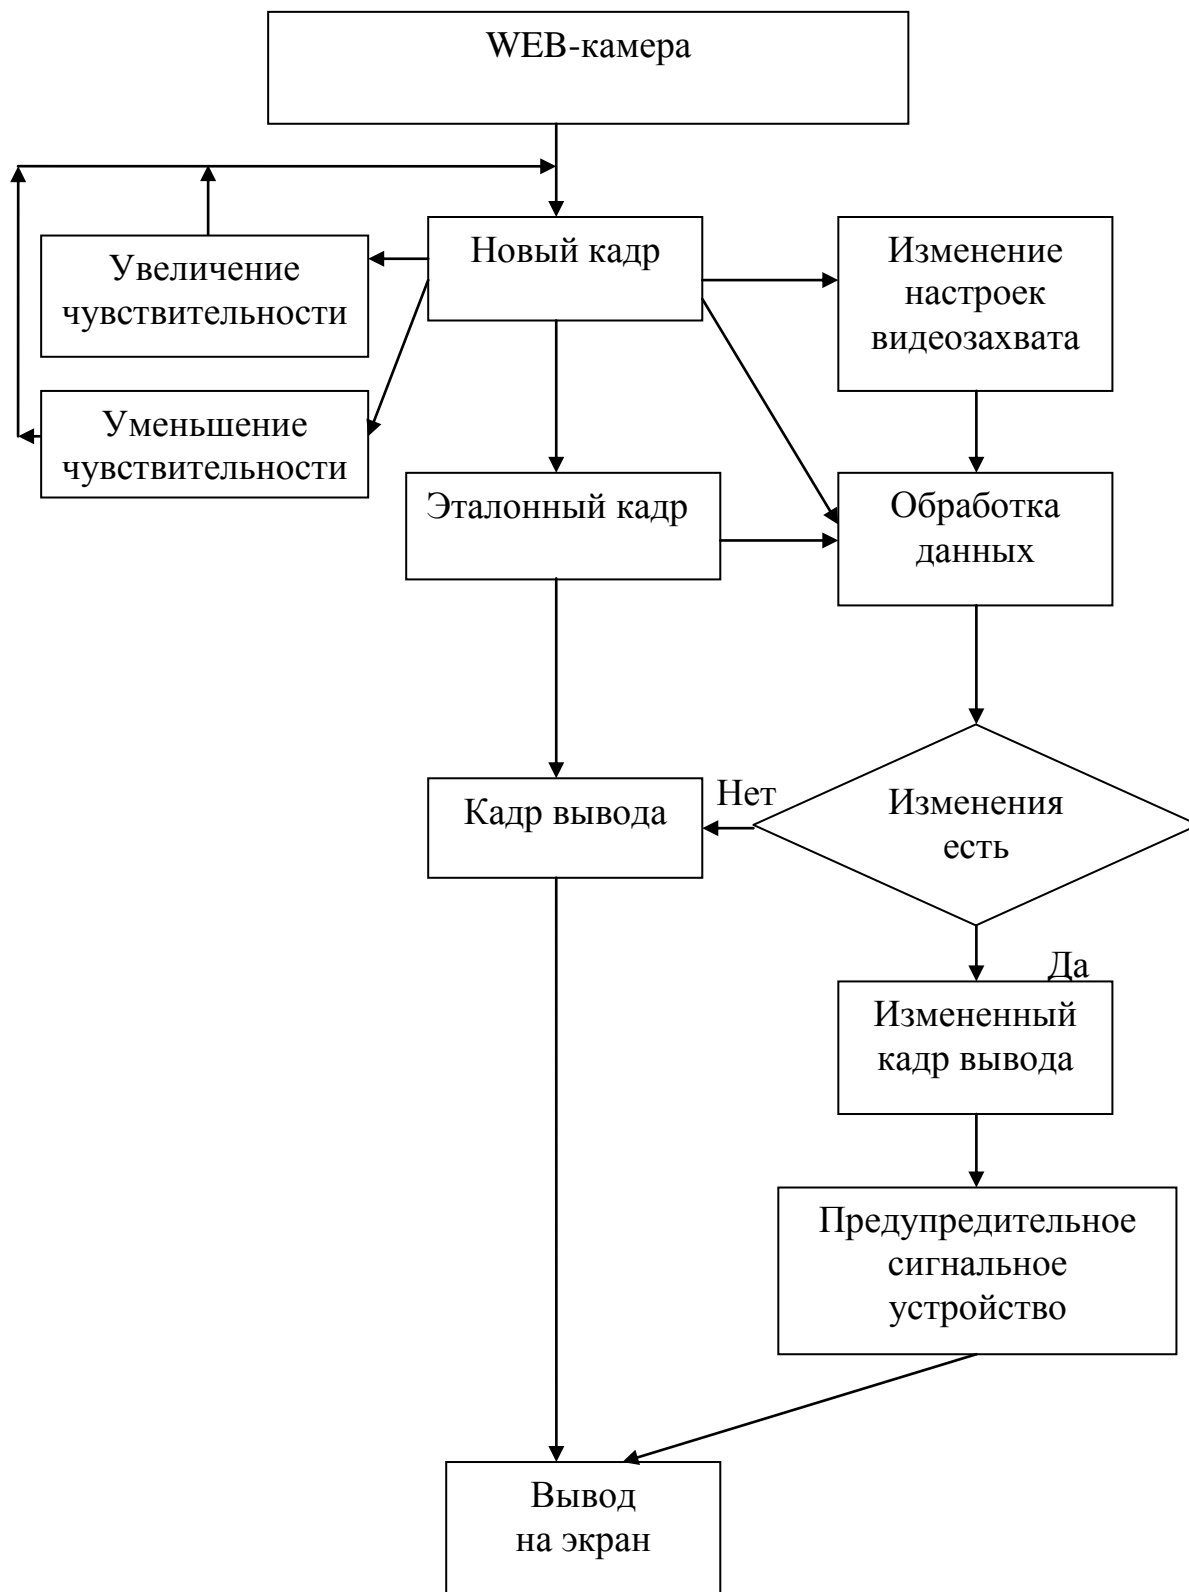 WEB-камера
Новый кадр
Изменение
настроек
видеозахвата
Увеличение
чувствительности
Уменьшение
чувствительности
Эталонный кадр
Обработка
данных
Кадр вывода
Нет
Изменения
есть
Да
Измененный
кадр вывода
Предупредительное
сигнальное
устройство
Вывод
на экран